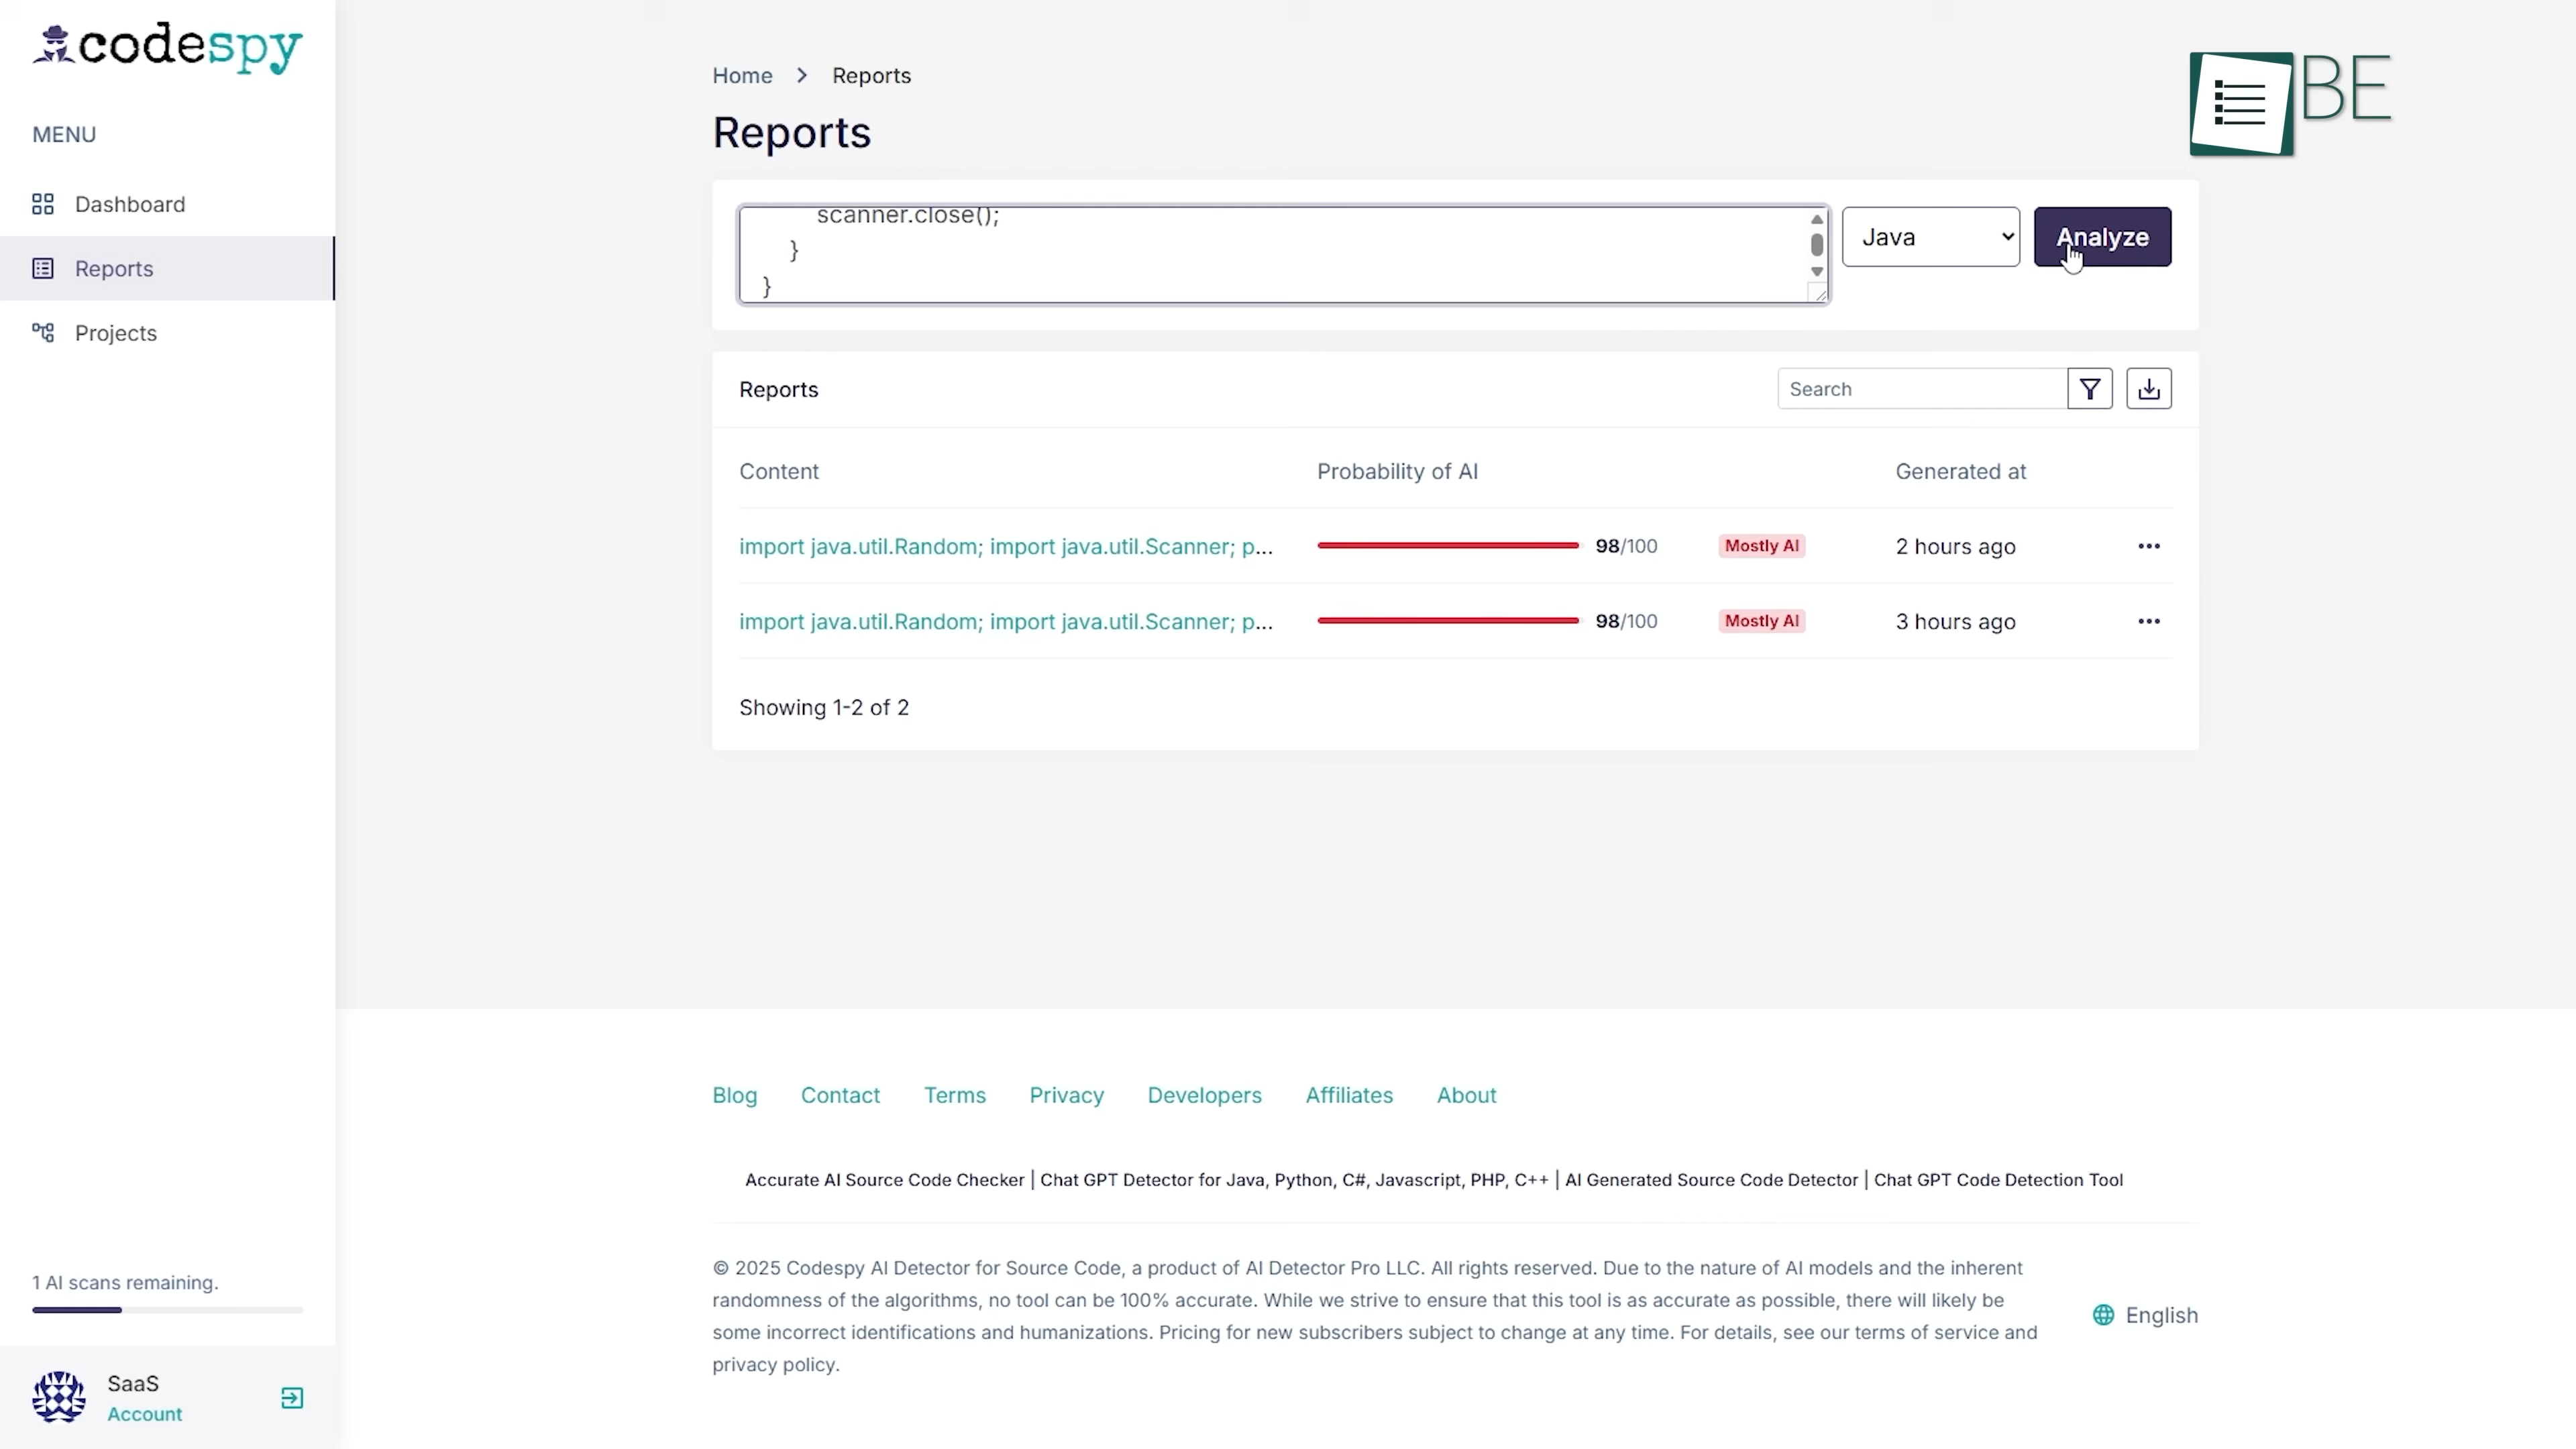 codespy
MENU
Dashboard
Reports
Projects
1 AI scans remaining.
SaaS
Account
Home > Reports
BE
Reports
scanner.close();
}
}
Java
Analyze
Reports
Search
Content Probability of AI Generated at
import java.util.Random; import java.util.Scanner; p... 98/100 Mostly AI 2 hours ago
import java.util.Random; import java.util.Scanner; p... 98/100 Mostly AI 3 hours ago
Showing 1-2 of 2
Blog Contact Terms Privacy Developers Affiliates About
Accurate AI Source Code Checker | Chat GPT Detector for Java, Python, C#, Javascript, PHP, C++ | AI Generated Source Code Detector | Chat GPT Code Detection Tool
© 2025 Codespy AI Detector for Source Code, a product of AI Detector Pro LLC. All rights reserved. Due to the nature of AI models and the inherent
randomness of the algorithms, no tool can be 100% accurate. While we strive to ensure that this tool is as accurate as possible, there will likely be
some incorrect identifications and humanizations. Pricing for new subscribers subject to change at any time. For details, see our terms of service and
privacy policy.
English